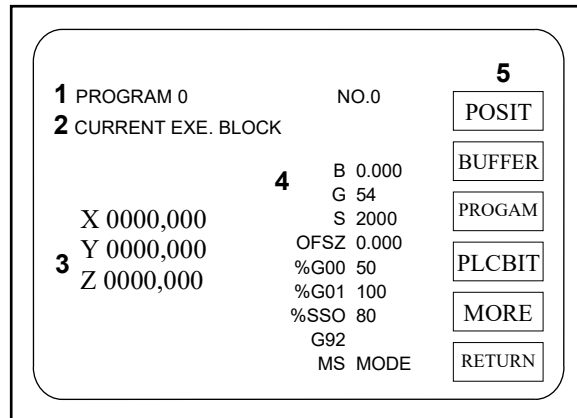 5
1 PROGRAM 0 NO.0
POSIT
2 CURRENT EXE. BLOCK
BUFFER
4 B 0.000
G 54
PROGAM
X 0000,000
S 2000
3 Y 0000,000
OFSZ 0.000
PLCBIT
Z 0000,000
%G00 50
%G01 100
MORE
%SSO 80
G92
RETURN
MS MODE